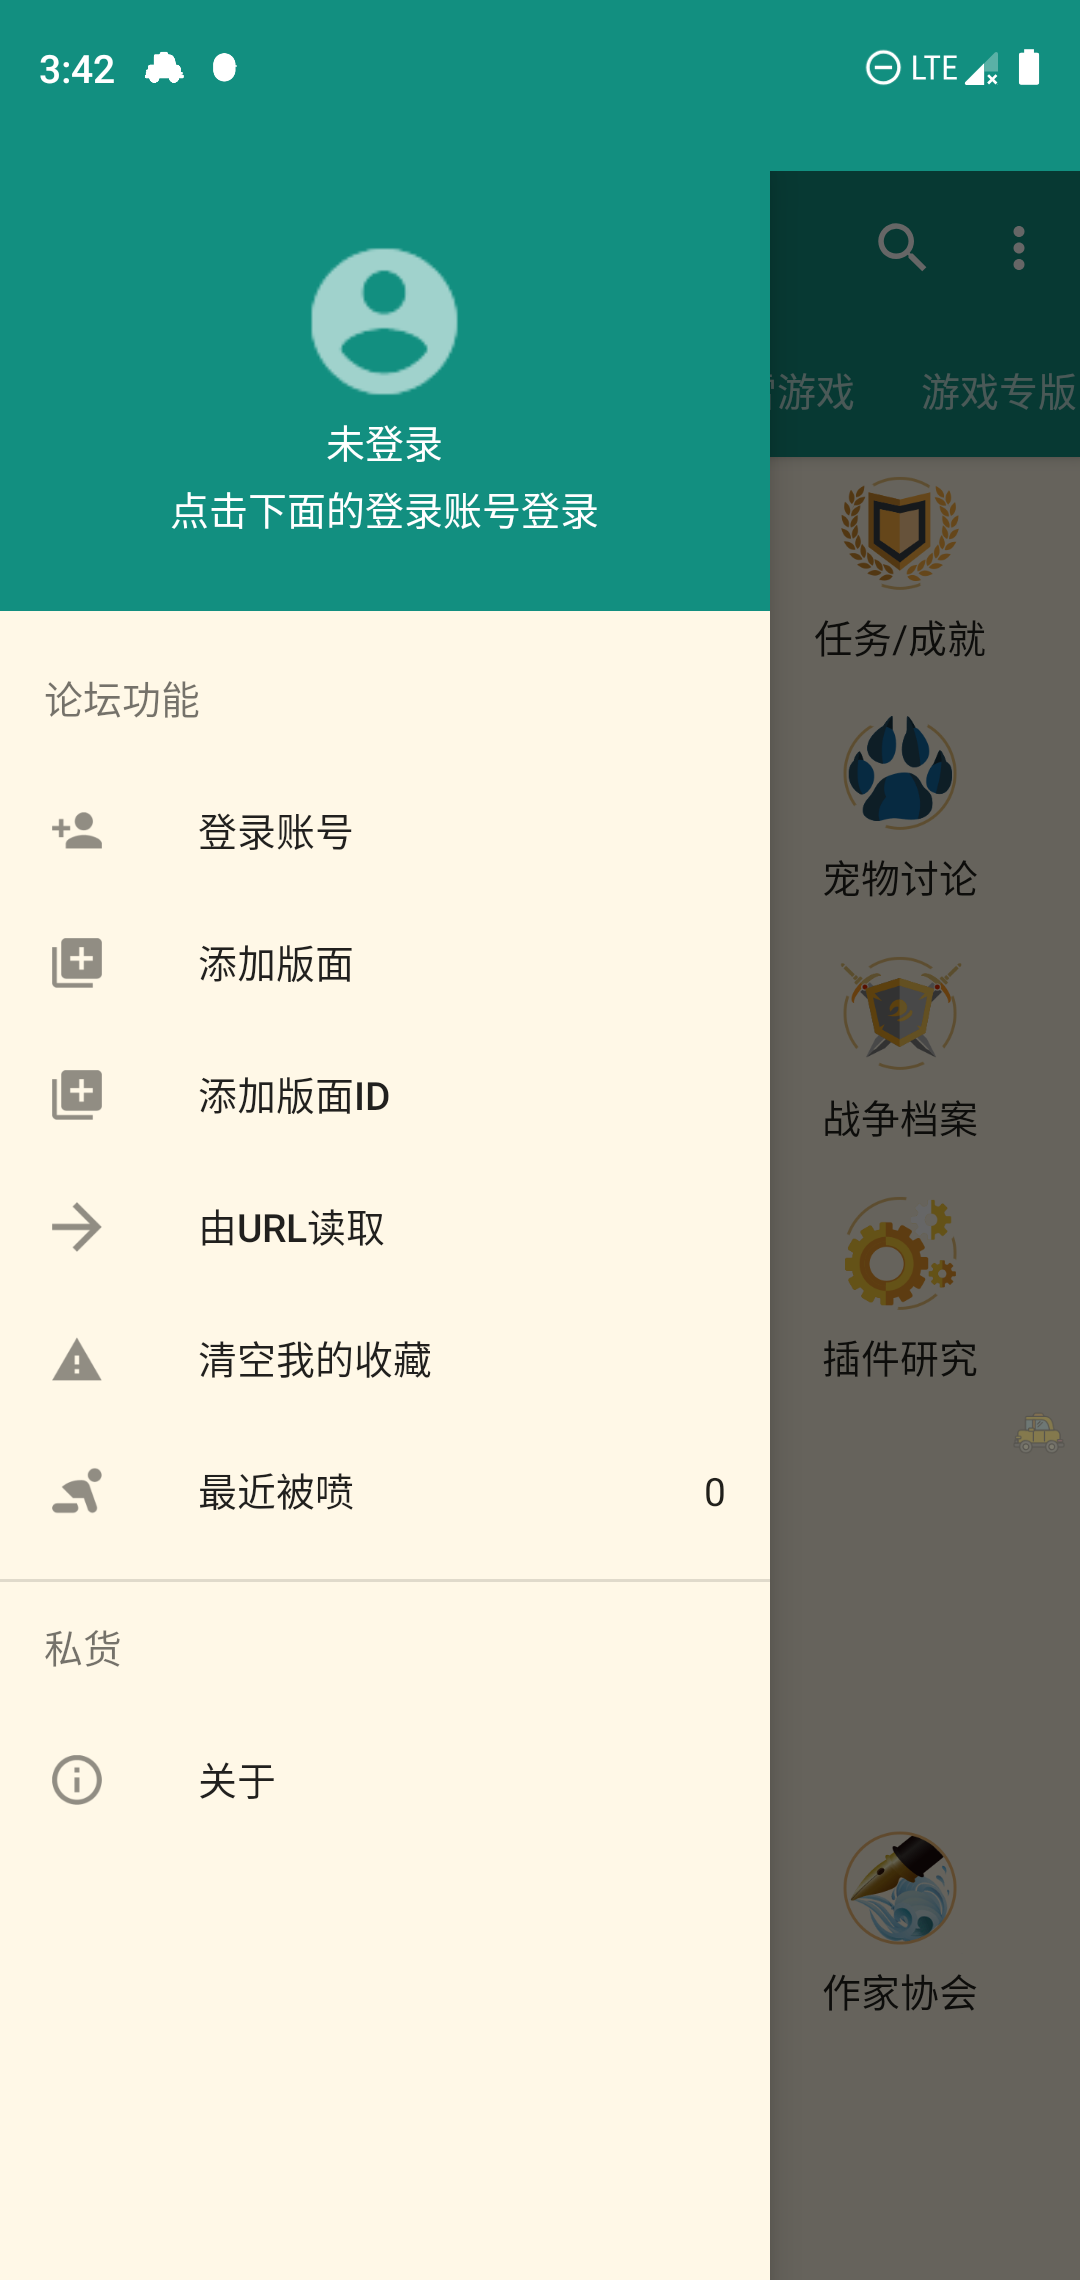 3:42
LTE
未登录
点击下面的登录账号登录
游戏
游戏专版
论坛功能
登录账号
添加版面
添加版面ID
由URL读取
清空我的收藏
最近被喷
0
私货
关于
任务/成就
宠物讨论
战争档案
插件研究
作家协会